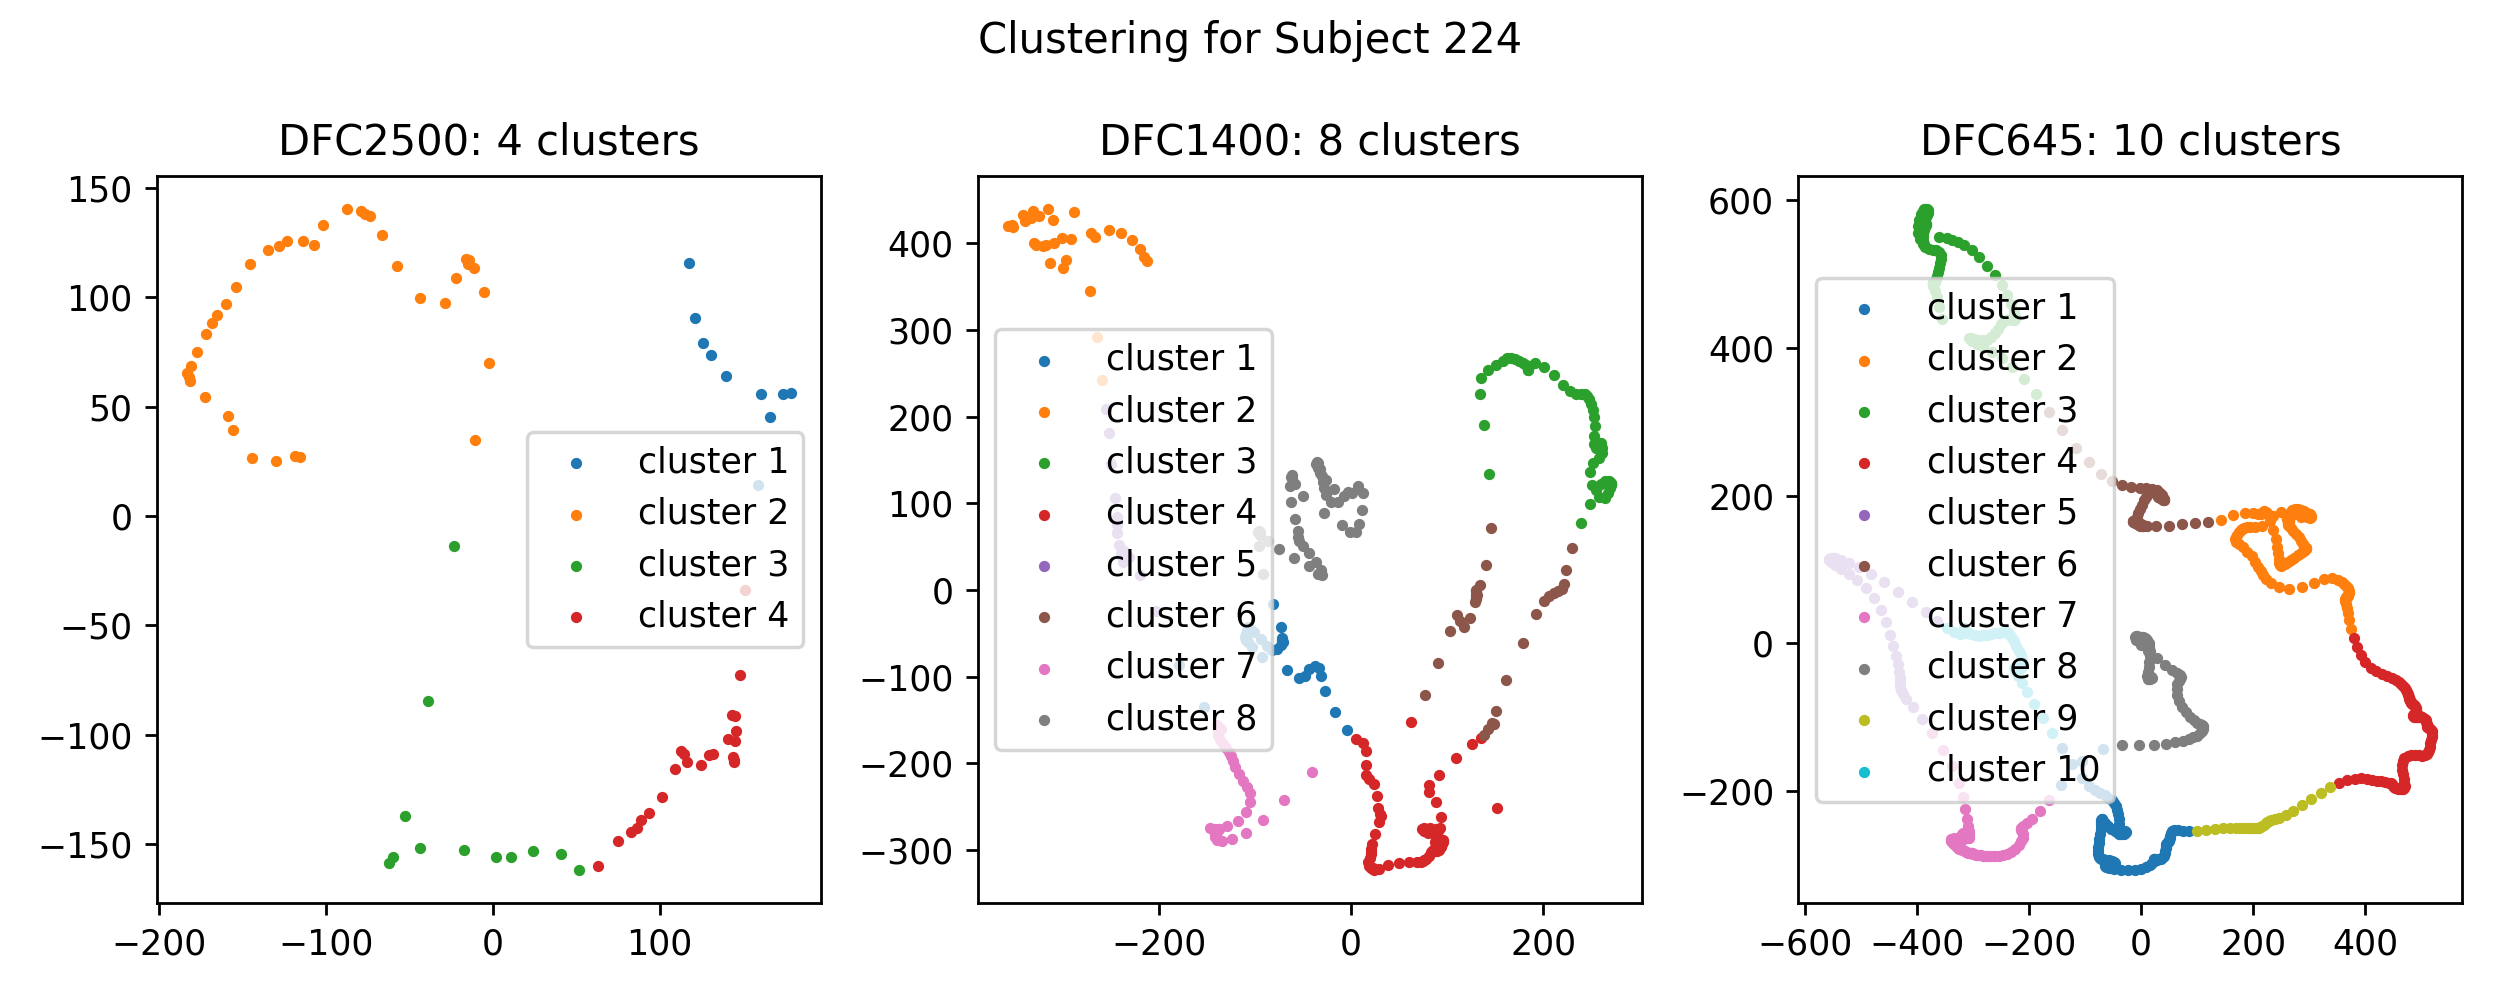 Clustering for Subject 224
DFC2500: 4 clusters
150
100
50
0
−50
−100
−150
−200
−100
0
100
cluster 1
cluster 2
cluster 3
cluster 4
DFC1400: 8 clusters
400
300
200
100
0
−100
−200
−300
−200
0
200
cluster 1
cluster 2
cluster 3
cluster 4
cluster 5
cluster 6
cluster 7
cluster 8
DFC645: 10 clusters
600
400
200
0
−200
−600
−400
−200
0
200
400
cluster 1
cluster 2
cluster 3
cluster 4
cluster 5
cluster 6
cluster 7
cluster 8
cluster 9
cluster 10